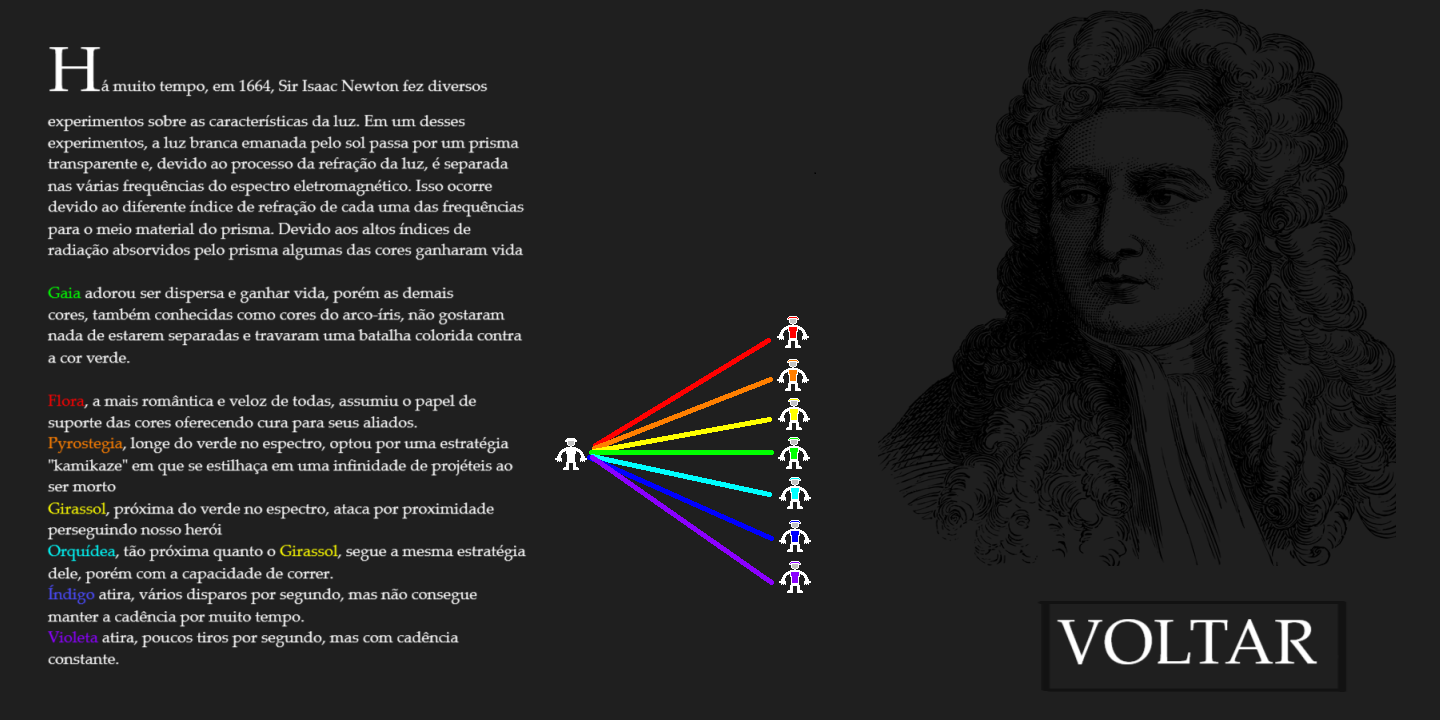 Há muito tempo, em 1664, Sir Isaac Newton fez diversos
experimentos sobre as características da luz. Em um desses
experimentos, a luz branca emanada pelo sol passa por um prisma
transparente e, devido ao processo da refração da luz, é separada
nas várias frequências do espectro eletromagnético. Isso ocorre
devido ao diferente índice de refração de cada uma das frequências
para o meio material do prisma. Devido aos altos índices de
radiação absorvidos pelo prisma algumas das cores ganharam vida
Gaia adorou ser dispersa e ganhar vida, porém as demais
cores, também conhecidas como cores do arco-íris, não gostaram
nada de estarem separadas e travaram uma batalha colorida contra
a cor verde.
Flora, a mais romântica e veloz de todas, assumiu o papel de
suporte das cores oferecendo cura para seus aliados.
Pyrostegia, longe do verde no espectro, optou por uma estratégia
"kamikaze" em que se estilhaça em uma infinidade de projéteis ao
ser morto
Girassol, próxima do verde no espectro, ataca por proximidade
perseguindo nosso herói
Orquídea, tão próxima quanto o Girassol, segue a mesma estratégia
dele, porém com a capacidade de correr.
Índigo atira, vários disparos por segundo, mas não consegue
manter a cadência por muito tempo.
Violeta atira, poucos tiros por segundo, mas com cadência
constante.
VOLTAR